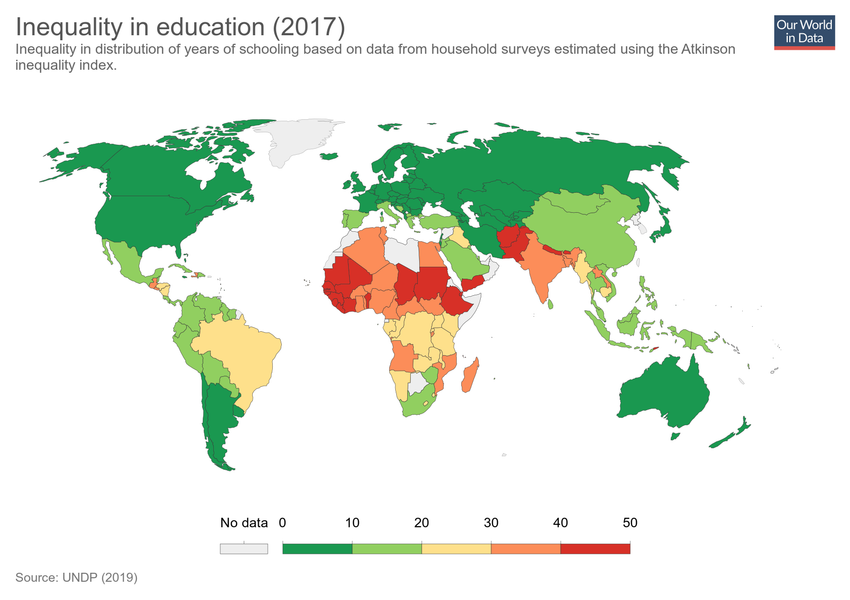 Inequality in education (2017)
Inequality in distribution of years of schooling based on data from household surveys estimated using the Atkinson
inequality index.
Our World
in Data
No data 0 10 20 30 40 50
Source: UNDP (2019)